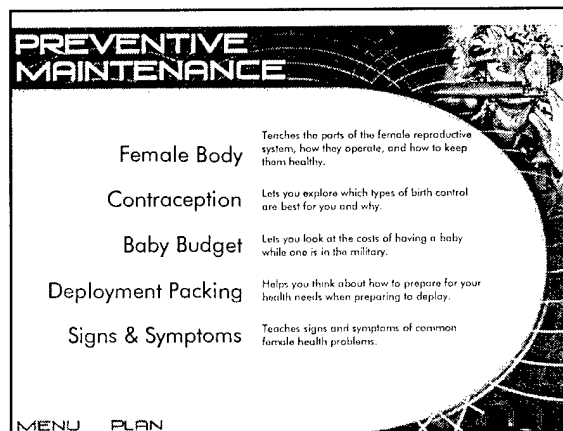 PREVENTIVE
MAINTENANCE
Female Body
Teaches the parts of the female reproductive
system, how they operate, and how to keep
them healthy.
Contraception
Lets you explore which types of birth control
are best for you and why.
Baby Budget
Lets you look at the costs of having a baby
while one is in the military.
Deployment Packing
Helps you think about how to prepare for your
health needs when preparing to deploy.
Signs & Symptoms
Teaches signs and symptoms of common
female health problems.
MENU PLAN